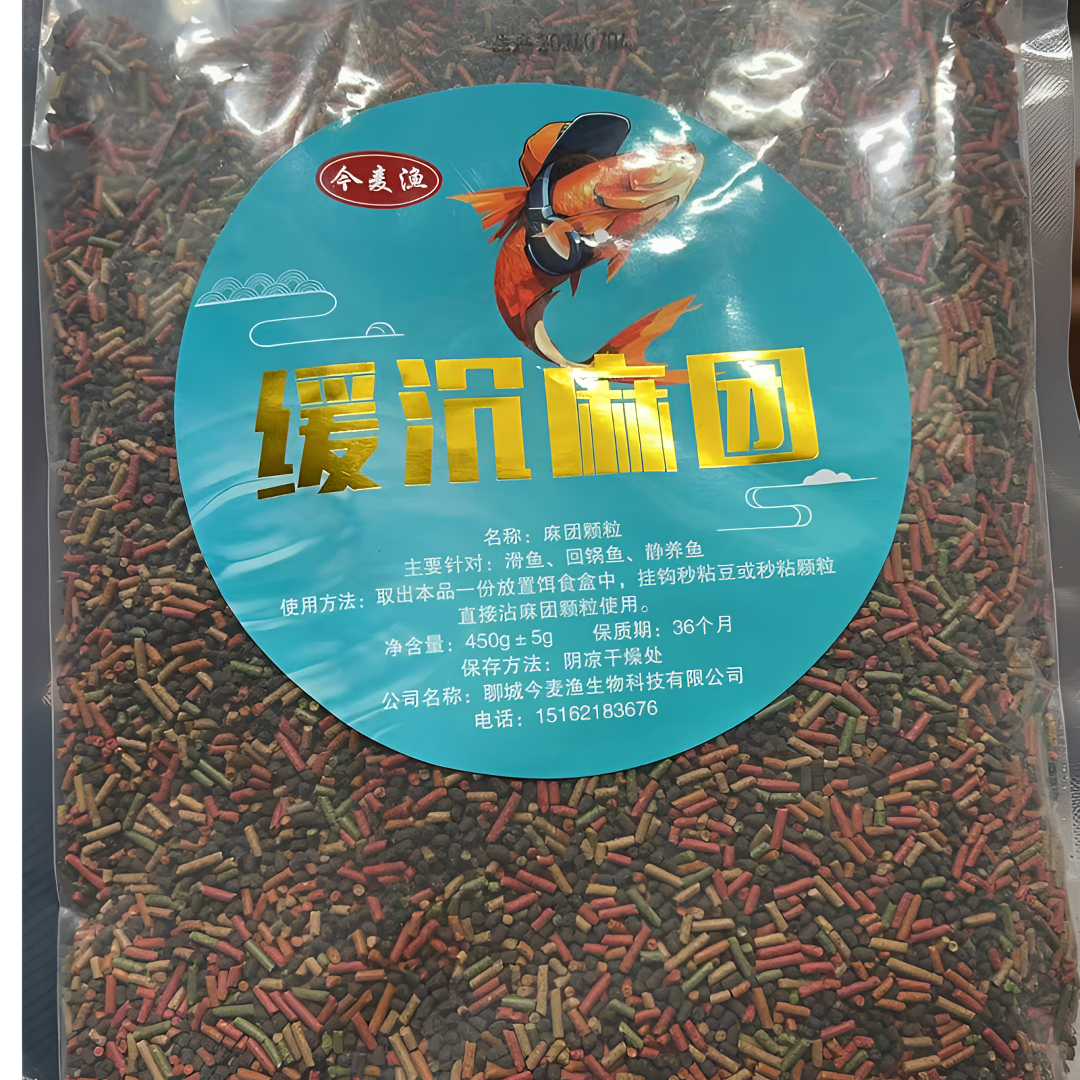 生产 20240704
今麦渔
缓沉麻团
名称：麻团颗粒
主要针对：滑鱼、回锅鱼、静养鱼
使用方法：取出本品一份放置饵食盒中，挂钩秒粘豆或秒粘颗粒
直接沾麻团颗粒使用。
净含量：450g±5g 保质期：36个月
保存方法：阴凉干燥处
公司名称：聊城今麦渔生物科技有限公司
电话：15162183676